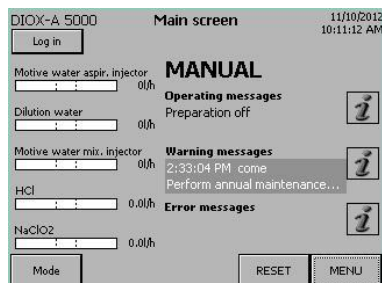 DIOX-A 5000
Main screen
11/10/2012
10:11:12 AM
Log in
MANUAL
Motive water aspir. injector
0l/h
Dilution water
0l/h
Motive water mix. injector
0l/h
HCl
0.0l/h
NaClO2
0.0l/h
Operating messages
Preparation off
Warning messages
2:33:04 PM come
Perform annual maintenance...
Error messages
Mode
RESET
MENU